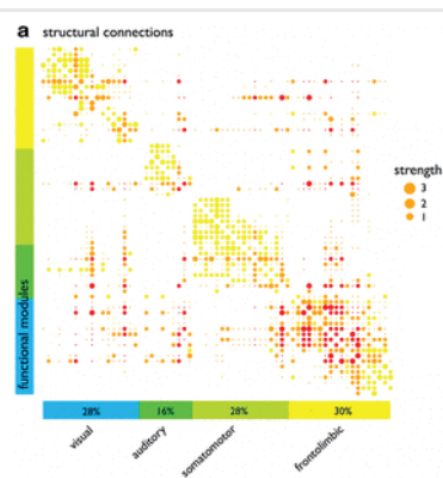 a structural connections
strength
3
2
1
functional modules
28%
16%
28%
30%
visual
auditory
somatomotor
frontolimbic